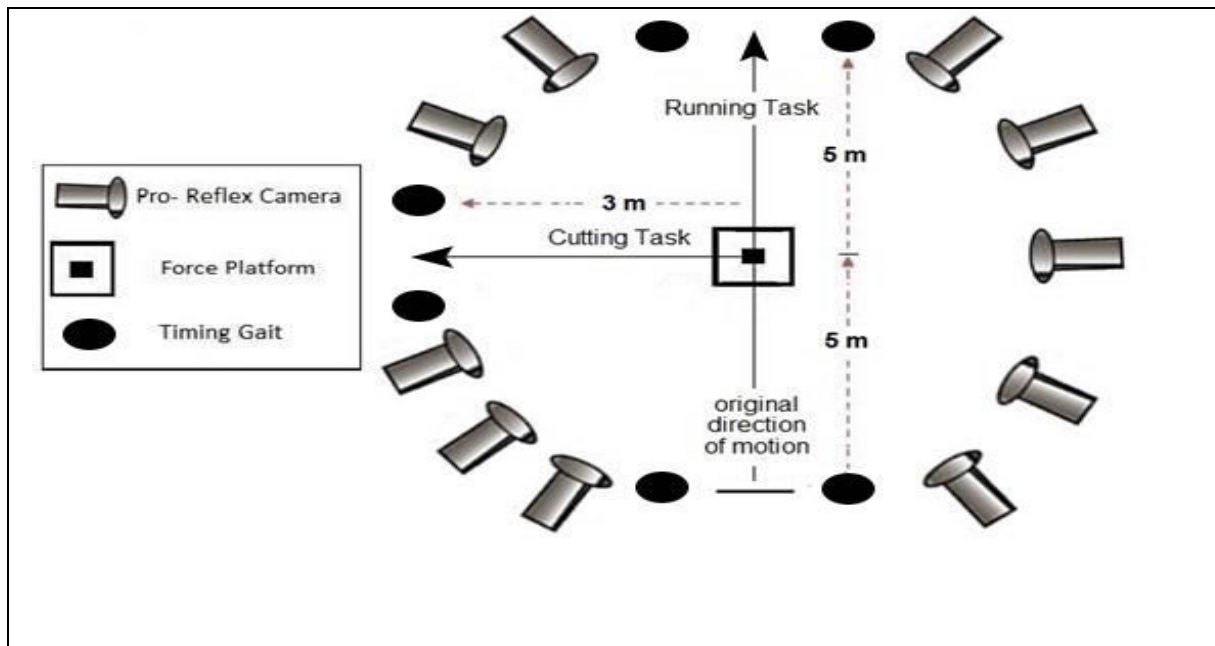 Running Task
5 m
Pro- Reflex Camera
3 m
Cutting Task
Force Platform
Timing Gait
5 m
original
direction
of motion